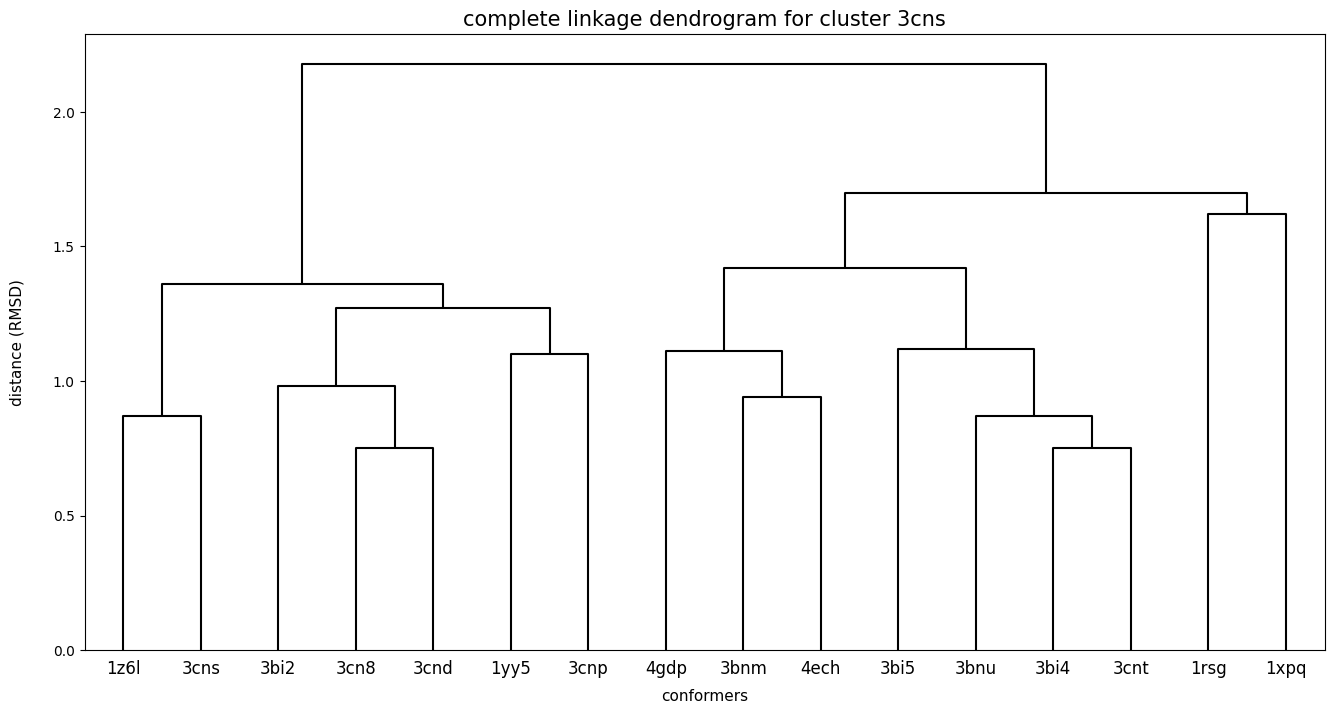 complete linkage dendrogram for cluster 3cns
2.0
1.5
1.0
0.5
0.0
distance (RMSD)
1z6l 3cns 3bi2 3cn8 3cnd 1yy5 3cnp 4gdp 3bnm 4ech 3bi5 3bnu 3bi4 3cnt 1rsg 1xpq
conformers